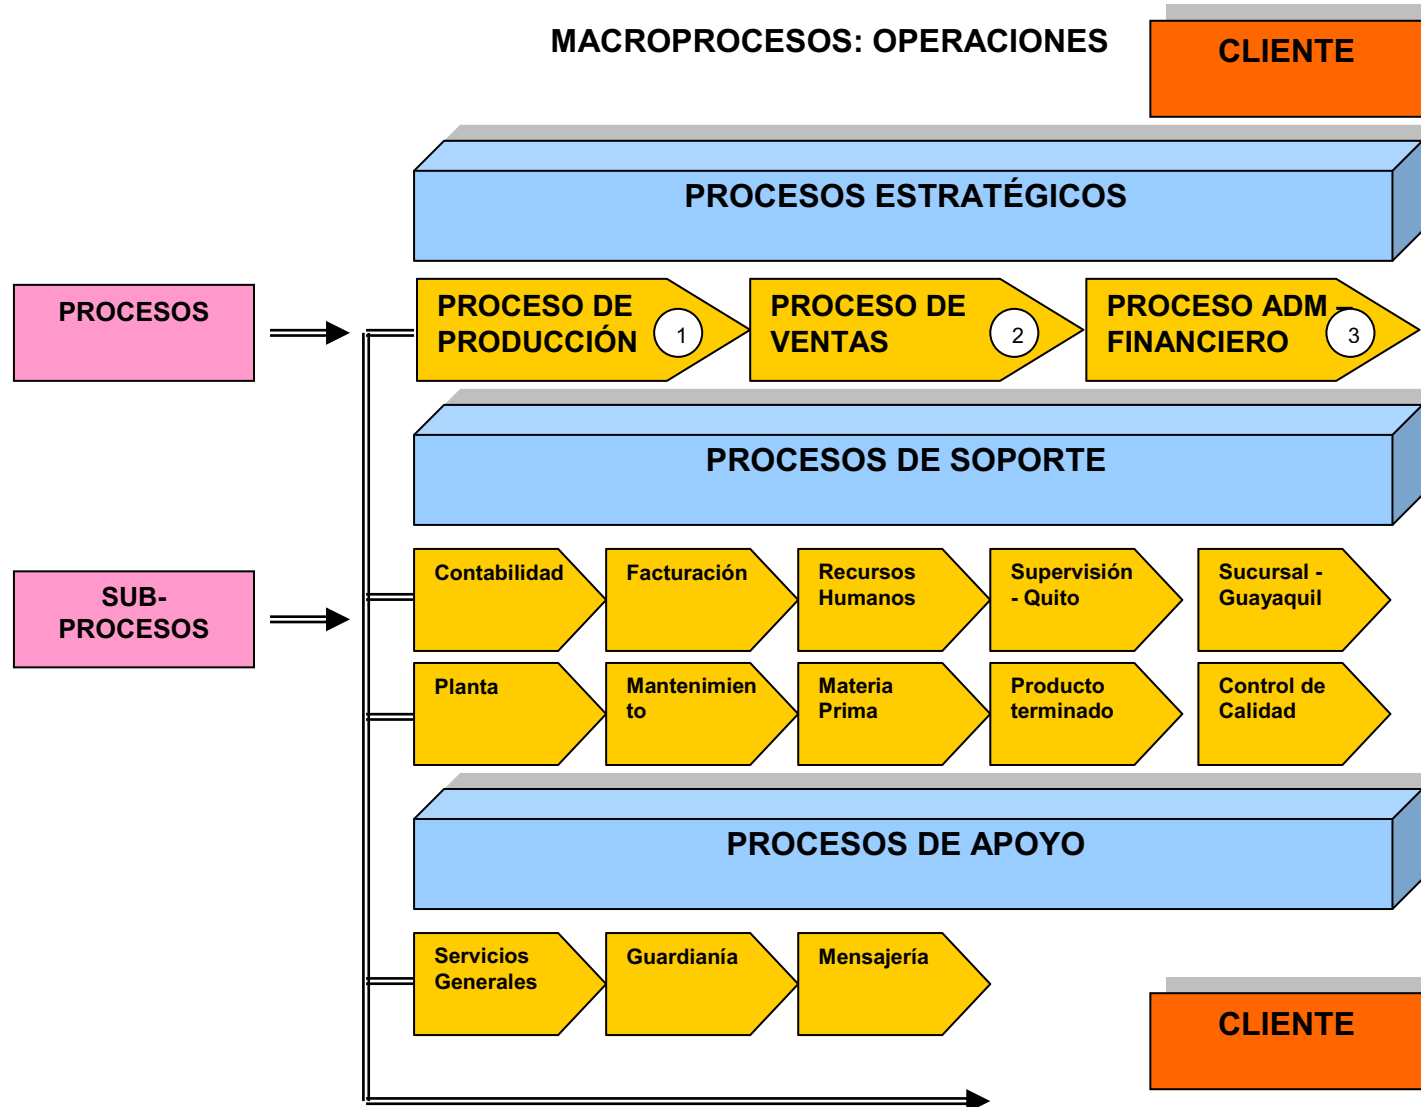 MACROPROCESOS: OPERACIONES
CLIENTE
PROCESOS ESTRATÉGICOS
PROCESOS
PROCESO DE
PRODUCCIÓN
1
PROCESO DE
VENTAS
2
PROCESO ADM –
FINANCIERO
3
PROCESOS DE SOPORTE
SUB-
PROCESOS
Contabilidad
Facturación
Recursos
Humanos
Supervisión
- Quito
Sucursal -
Guayaquil
Planta
Mantenimien
to
Materia
Prima
Producto
terminado
Control de
Calidad
PROCESOS DE APOYO
Servicios
Generales
Guardianía
Mensajería
CLIENTE